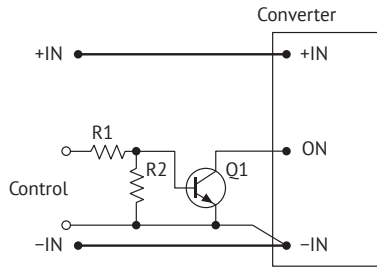 Converter
+IN
+IN
R1
ON
R2
Q1
Control
−IN
−IN